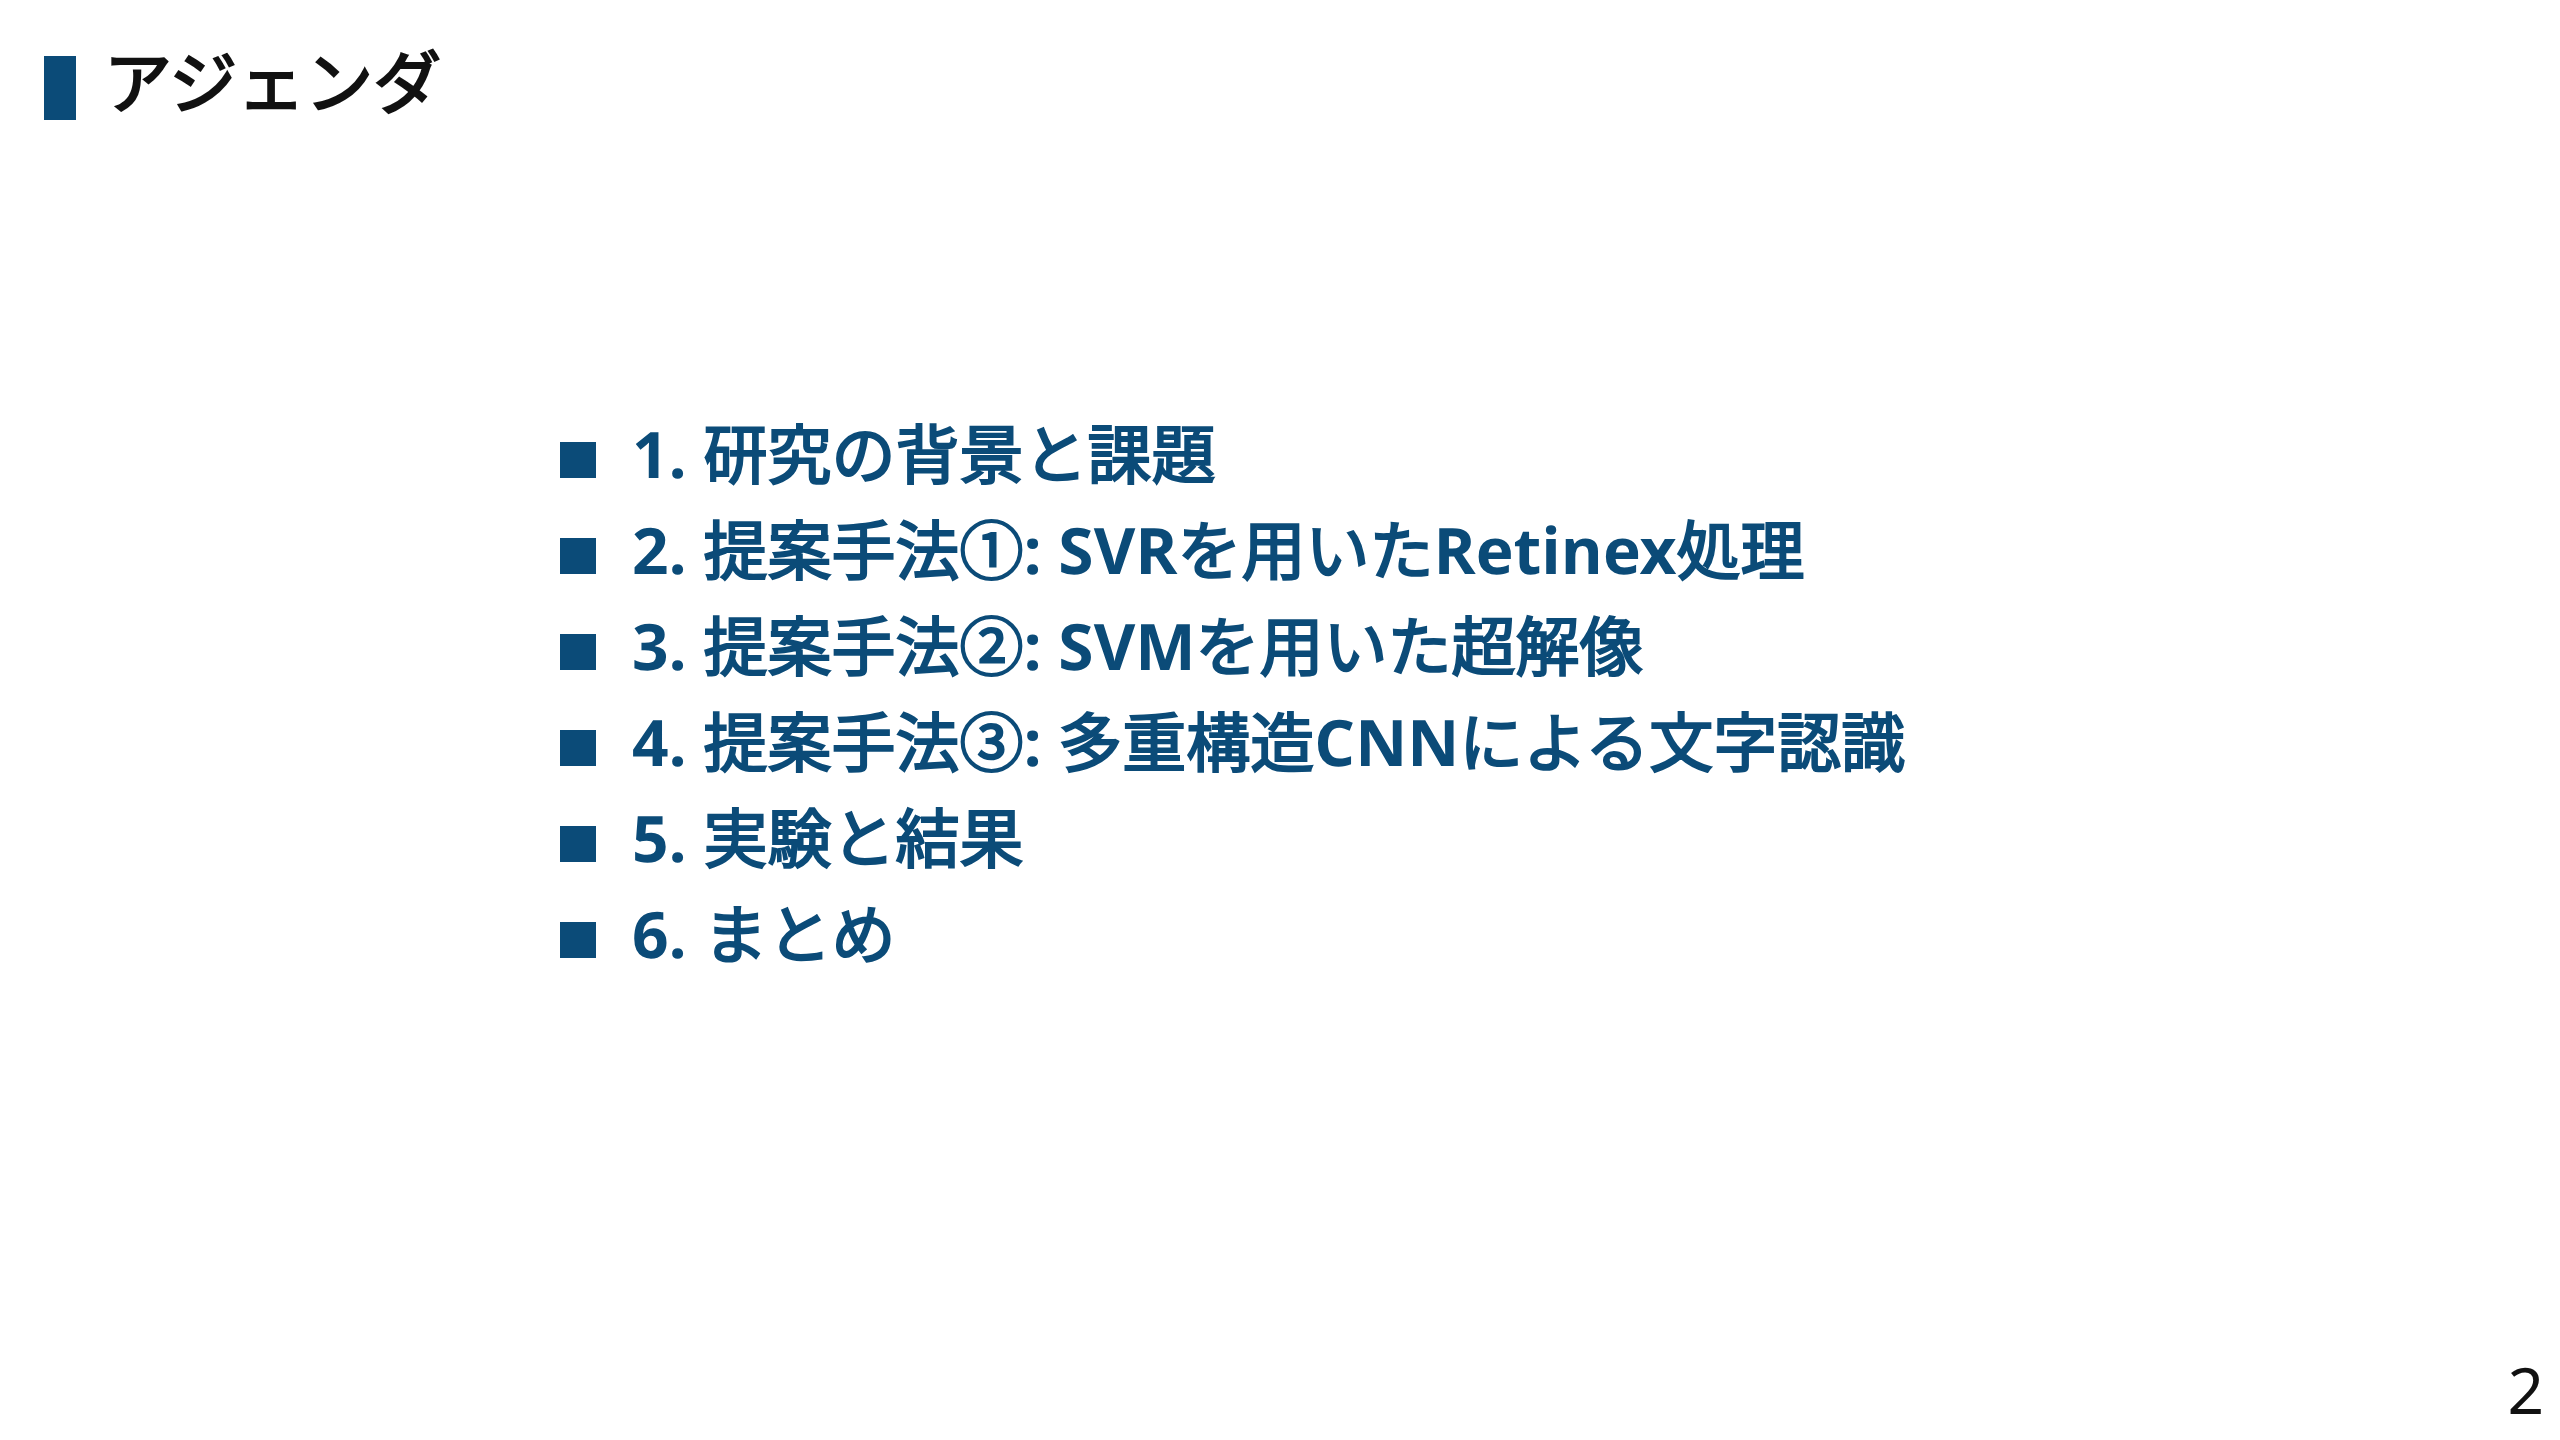 アジェンダ
■ 1. 研究の背景と課題
■ 2. 提案手法①: SVRを用いたRetinex処理
■ 3. 提案手法②: SVMを用いた超解像
■ 4. 提案手法③: 多重構造CNNによる文字認識
■ 5. 実験と結果
■ 6. まとめ
2